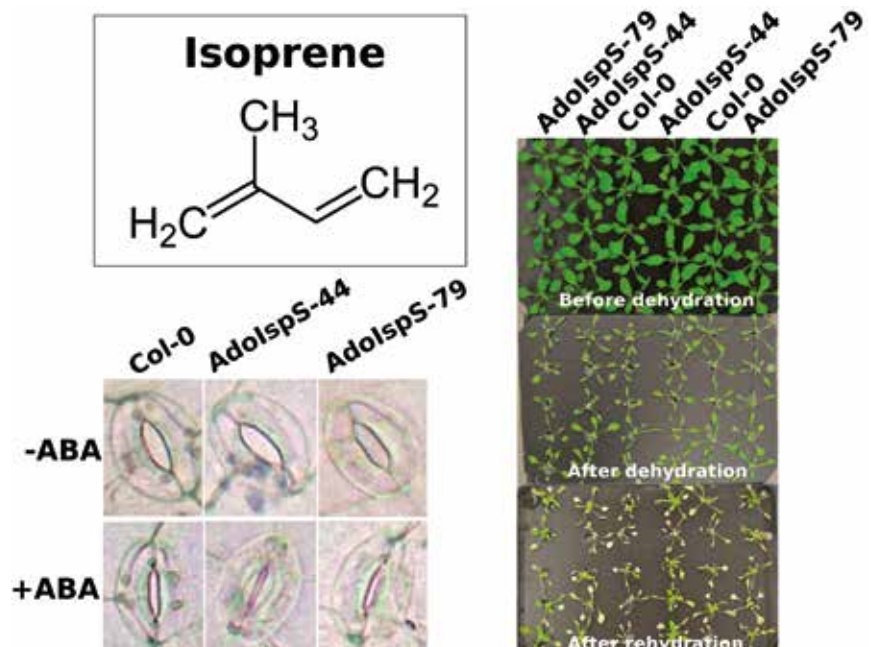 Isoprene
CH3
H2C
CH2
Col-0
AdoIspS-44
AdoIspS-79
-ABA
+ABA
AdoIspS-79
AdoIspS-44
Col-0
AdoIspS-44
Col-0
AdoIspS-79
Before dehydration
After dehydration
After rehydration